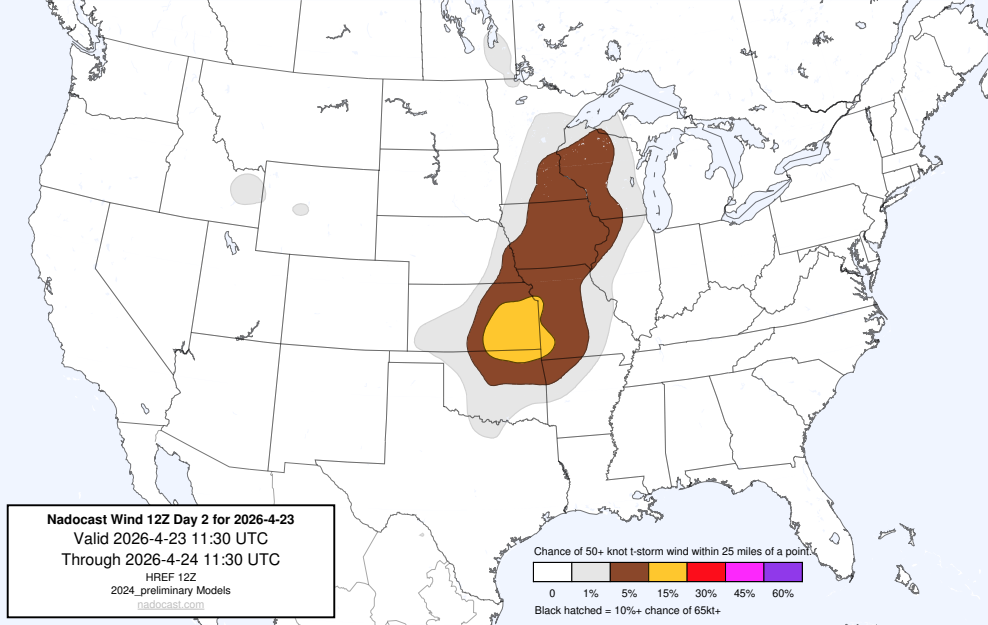 Nadocast Wind 12Z Day 2 for 2026-4-23
Valid 2026-4-23 11:30 UTC
Through 2026-4-24 11:30 UTC
HREF 12Z
2024_preliminary Models
nadocast.com
Chance of 50+ knot t-storm wind within 25 miles of a point.
0 1% 5% 15% 30% 45% 60%
Black hatched = 10%+ chance of 65kt+